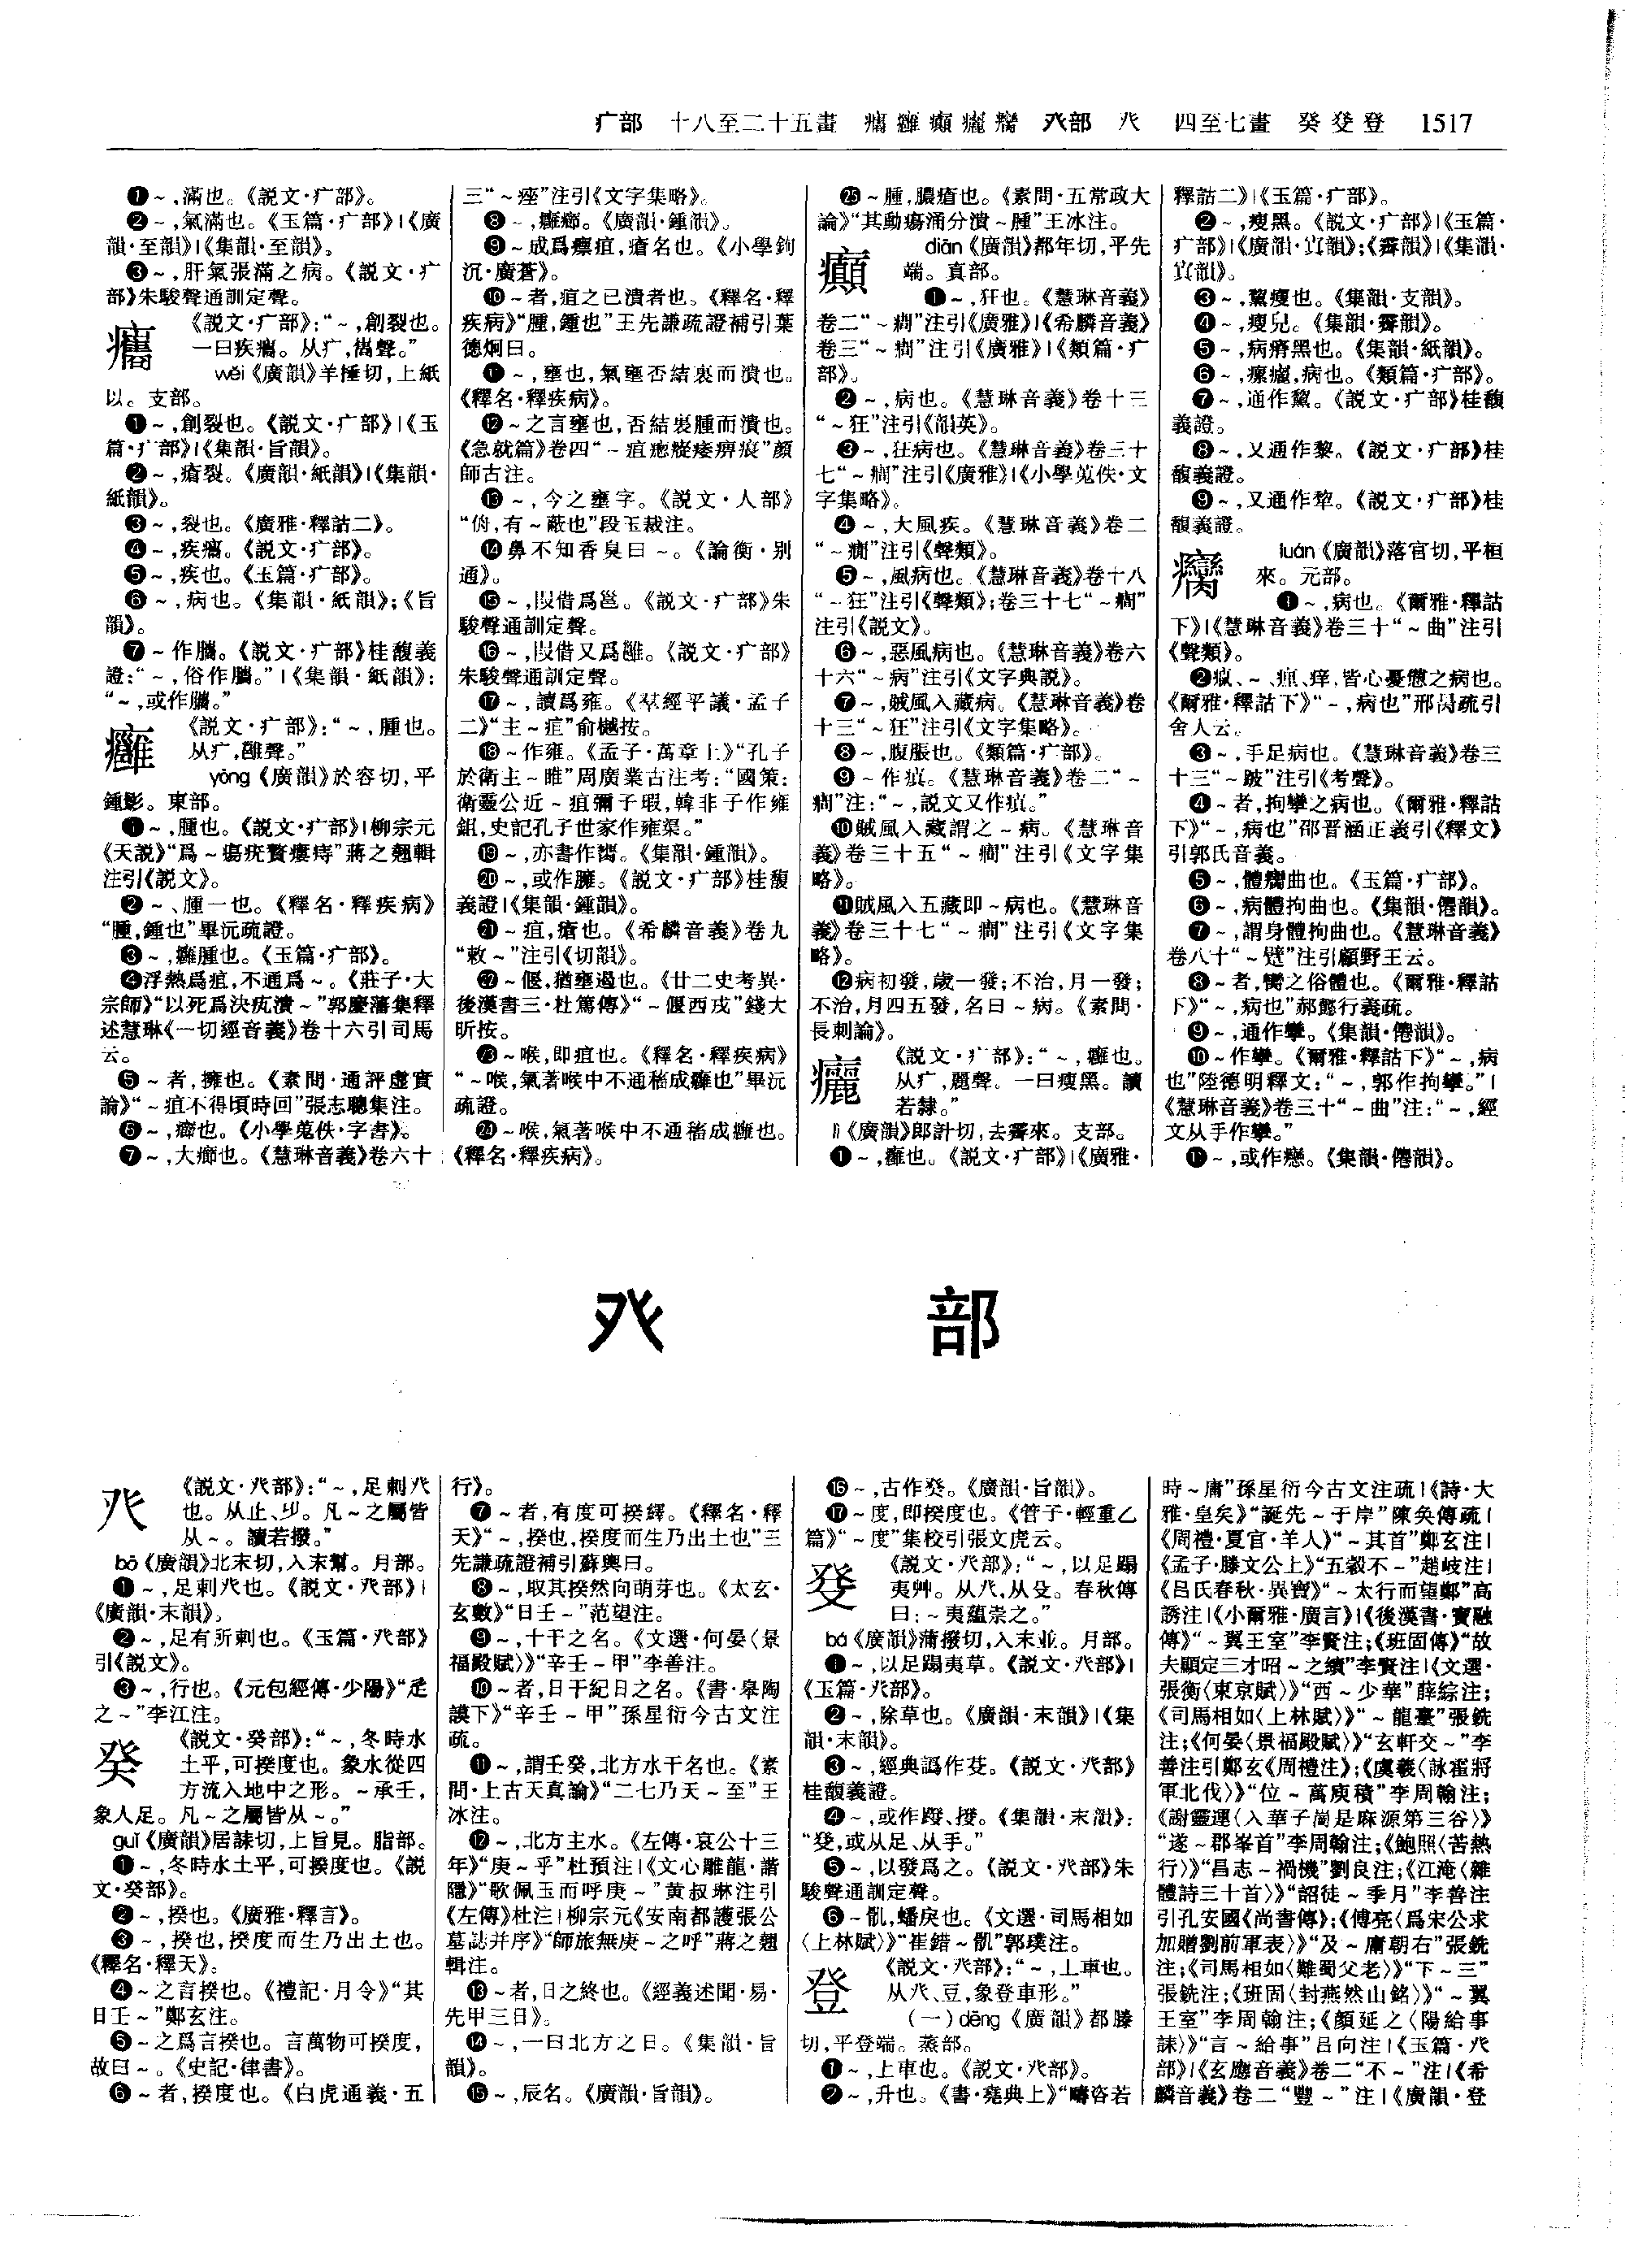 疒部　十八至二十五畫　㿎癰癲㿛癵　癶部　癶　四至七畫　癸癹登　1517
❶～,滿也。《説文·疒部》。
❷～,氣滿也。《玉篇·疒部》|《廣
韻·至韻》|《集韻·至韻》。
❸～,肝氣張滿之病。《説文·疒
部》朱駿聲通訓定聲。
《説文·疒部》:“～,創裂也。
一曰疾㿎。从疒,巂聲。”
wěi《廣韻》羊捶切,上紙
以。支部。
❶～,創裂也。《説文·疒部》|《玉
篇·疒部》|《集韻·旨韻》。
❷～,瘡裂。《廣韻·紙韻》|《集韻·
紙韻》。
❸～,裂也。《廣雅·釋詁二》。
❹～,疾㿎。《説文·疒部》。
❺～,疾也。《玉篇·疒部》。
❻～,病也。《集韻·紙韻》;《旨
韻》。
❼～作臇。《説文·疒部》桂馥義
證:“～,俗作臇。”|《集韻·紙韻》:
“～,或作臇。”
癰
《説文·疒部》:“～,腫也。
从疒,雝聲。”
yōng《廣韻》於容切,平
鍾影。東部。
❶～,腫也。《説文·疒部》|柳宗元
《天説》“爲～瘍疣贅瘻痔”蔣之翹輯
注引《説文》。
❷～、腫一也。《釋名·釋疾病》
“腫,鍾也”畢沅疏證。
❸～,癰腫也。《玉篇·疒部》。
❹浮熱爲疽,不通爲～。《莊子·大
宗師》“以死爲決𤴯潰～”郭慶藩集釋
述慧琳《一切經音義》卷十六引司馬
云。
❺～者,擁也。《素問·通評虛實
論》“～疽不得頃時回”張志聰集注。
❻～,癤也。《小學蒐佚·字書》。
❼～,大癤也。《慧琳音義》卷六十
三“～痤”注引《文字集略》。
❽～,癰癤。《廣韻·鍾韻》。
❾～成爲瘭疽,瘡名也。《小學鉤
沉·廣蒼》。
❿～者,疽之已潰者也。《釋名·釋
疾病》“腫,鍾也”王先謙疏證補引葉
德炯曰。
⓫～,壅也,氣壅否結裏而潰也。
《釋名·釋疾病》。
⓬～之言壅也,否結裏腫而潰也。
《急就篇》卷四“～疽瘛瘲痿痹痮”顏
師古注。
⓭～,今之壅字。《説文·人部》
“㑿,有～蔽也”段玉裁注。
⓮鼻不知香臭曰～。《論衡·別
通》。
⓯～,叚借爲邕。《説文·疒部》朱
駿聲通訓定聲。
⓰～,叚借又爲雝。《説文·疒部》
朱駿聲通訓定聲。
⓱～,讀爲雍。《羣經平議·孟子
二》“主～疽”俞樾按。
⓲～作雍。《孟子·萬章上》“孔子
於衛主～睢”周廣業古注考:“國策:
衛靈公近～疽彌子瑕,韓非子作雍
鉏,史記孔子世家作雍渠。”
⓳～,亦書作㿈。《集韻·鍾韻》。
⓴～,或作臃。《説文·疒部》桂馥
義證|《集韻·鍾韻》。
㉑～疽,瘡也。《希麟音義》卷九
“敷～”注引《切韻》。
㉒～偃,猶壅遏也。《廿二史考異·
後漢書三·杜篤傳》“～偃西戎”錢大
昕按。
㉓～喉,即疽也。《釋名·釋疾病》
“～喉,氣著喉中不通稸成癰也”畢沅
疏證。
㉔～喉,氣著喉中不通稸成癰也。
《釋名·釋疾病》。
㉕～腫,膿瘡也。《素問·五常政大
論》“其動瘍涌分潰～腫”王冰注。
癲
diān《廣韻》都年切,平先
端。真部。
❶～,狂也。《慧琳音義》
卷二“～癎”注引《廣雅》|《希麟音義》
卷三“～癎”注引《廣雅》|《類篇·疒
部》。
❷～,病也。《慧琳音義》卷十三
“～狂”注引《韻英》。
❸～,狂病也。《慧琳音義》卷三十
七“～癎”注引《廣雅》|《小學蒐佚·文
字集略》。
❹～,大風疾。《慧琳音義》卷二
“～癎”注引《聲類》。
❺～,風病也。《慧琳音義》卷十八
“～狂”注引《聲類》;卷三十七“～癎”
注引《説文》。
❻～,惡風病也。《慧琳音義》卷六
十六“～病”注引《文字典説》。
❼～,賊風入藏病。《慧琳音義》卷
十三“～狂”注引《文字集略》。
❽～,腹脹也。《類篇·疒部》。
❾～作瘨。《慧琳音義》卷二“～
癎”注:“～,説文又作瘨。”
❿賊風入藏謂之～病。《慧琳音
義》卷三十五“～癎”注引《文字集
略》。
⓫賊風入五藏即～病也。《慧琳音
義》卷三十七“～癎”注引《文字集
略》。
⓬病初發,歲一發;不治,月一發;
不治,月四五發,名曰～病。《素問·
長刺論》。
㿛
《説文·疒部》:“～,癰也。
从疒,麗聲。一曰瘦黑。讀
若隸。”
lì《廣韻》郎計切,去霽來。支部。
❶～,癰也。《説文·疒部》|《廣雅·
釋詁二》|《玉篇·疒部》。
❷～,瘦黑。《説文·疒部》|《玉篇·
疒部》|《廣韻·寘韻》;《霽韻》|《集韻·
寘韻》。
❸～,黧瘦也。《集韻·支韻》。
❹～,瘦皃。《集韻·霽韻》。
❺～,病瘠黑也。《集韻·紙韻》。
❻～,瘰㿛,病也。《類篇·疒部》。
❼～,通作黧。《説文·疒部》桂馥
義證。
❽～,又通作黎。《説文·疒部》桂
馥義證。
❾～,又通作犂。《説文·疒部》桂
馥義證。
癵
luán《廣韻》落官切,平桓
來。元部。
❶～,病也。《爾雅·釋詁
下》|《慧琳音義》卷三十“～曲”注引
《聲類》。
❷瘨、～、㾖、痒,皆心憂憊之病也。
《爾雅·釋詁下》“～,病也”邢昺疏引
舍人云。
❸～,手足病也。《慧琳音義》卷三
十三“～跛”注引《考聲》。
❹～者,拘攣之病也。《爾雅·釋詁
下》“～,病也”邵晋涵正義引《釋文》
引郭氏音義。
❺～,體癵曲也。《玉篇·疒部》。
❻～,病體拘曲也。《集韻·僊韻》。
❼～,謂身體拘曲也。《慧琳音義》
卷八十“～躄”注引顧野王云。
❽～者,臠之俗體也。《爾雅·釋詁
下》“～,病也”郝懿行義疏。
❾～,通作攣。《集韻·僊韻》。
❿～作攣。《爾雅·釋詁下》“～,病
也”陸德明釋文:“～,郭作拘攣。”|
《慧琳音義》卷三十“～曲”注:“～,經
文从手作攣。”
⓫～,或作戀。《集韻·僊韻》。
癶　部
癶
《説文·癶部》:“～,足剌癶
也。从止、𣥂。凡～之屬皆
从～。讀若撥。”
bō《廣韻》北末切,入末幫。月部。
❶～,足剌癶也。《説文·癶部》|
《廣韻·末韻》。
❷～,足有所剌也。《玉篇·癶部》
引《説文》。
❸～,行也。《元包經傳·少陽》“疌
之～”李江注。
癸
《説文·癸部》:“～,冬時水
土平,可揆度也。象水從四
方流入地中之形。～承壬,
象人足。凡～之屬皆从～。”
guǐ《廣韻》居誄切,上旨見。脂部。
❶～,冬時水土平,可揆度也。《説
文·癸部》。
❷～,揆也。《廣雅·釋言》。
❸～,揆也,揆度而生乃出土也。
《釋名·釋天》。
❹～之言揆也。《禮記·月令》“其
日壬～”鄭玄注。
❺～之爲言揆也。言萬物可揆度,
故曰～。《史記·律書》。
❻～者,揆度也。《白虎通義·五
行》。
❼～者,有度可揆繹。《釋名·釋
天》“～,揆也,揆度而生乃出土也”王
先謙疏證補引蘇輿曰。
❽～,取其揆然向萌芽也。《太玄·
玄數》“日壬～”范望注。
❾～,十干之名。《文選·何晏〈景
福殿賦〉》“辛壬～甲”李善注。
❿～者,日干紀日之名。《書·皋陶
謨下》“辛壬～甲”孫星衍今古文注
疏。
⓫～,謂壬癸,北方水干名也。《素
問·上古天真論》“二七乃天～至”王
冰注。
⓬～,北方主水。《左傳·哀公十三
年》“庚～乎”杜預注|《文心雕龍·諧
隱》“歌佩玉而呼庚～”黄叔琳注引
《左傳》杜注|柳宗元《安南都護張公
墓誌并序》“師旅無庚～之呼”蔣之翹
輯注。
⓭～者,日之終也。《經義述聞·易·
先甲三日》。
⓮～,一曰北方之日。《集韻·旨
韻》。
⓯～,辰名。《廣韻·旨韻》。
⓰～,古作𤼩。《廣韻·旨韻》。
⓱～度,即揆度也。《管子·輕重乙
篇》“～度”集校引張文虎云。
癹
《説文·癶部》:“～,以足蹋
夷艸。从癶,从殳。春秋傳
曰:～夷蘊崇之。”
bá《廣韻》蒲撥切,入末並。月部。
❶～,以足蹋夷草。《説文·癶部》|
《玉篇·癶部》。
❷～,除草也。《廣韻·末韻》|《集
韻·末韻》。
❸～,經典譌作芟。《説文·癶部》
桂馥義證。
❹～,或作蹳、撥。《集韻·末韻》:
“癹,或从足、从手。”
❺～,以發爲之。《説文·癶部》朱
駿聲通訓定聲。
❻～骫,蟠戾也。《文選·司馬相如
〈上林賦〉》“崔錯～骫”郭璞注。
登
《説文·癶部》:“～,上車也。
从癶、豆,象登車形。”
(一)dēng《廣韻》都滕
切,平登端。蒸部。
❶～,上車也。《説文·癶部》。
❷～,升也。《書·堯典上》“疇咨若
時～庸”孫星衍今古文注疏|《詩·大
雅·皇矣》“誕先～于岸”陳奂傳疏|
《周禮·夏官·羊人》“～其首”鄭玄注|
《孟子·滕文公上》“五穀不～”趙岐注|
《吕氏春秋·異寶》“～太行而望鄭”高
誘注|《小爾雅·廣言》|《後漢書·竇融
傳》“～翼王室”李賢注;《班固傳》“故
夫顯定三才昭～之績”李賢注|《文選·
張衡〈東京賦〉》“西～少華”薛綜注;
《司馬相如〈上林賦〉》“～龍臺”張銑
注;《何晏〈景福殿賦〉》“玄軒交～”李
善注引鄭玄《周禮注》;《虞羲〈詠霍將
軍北伐〉》“位～萬庾積”李周翰注;
《謝靈運〈入華子崗是麻源第三谷〉》
“遂～群峯首”李周翰注;《鮑照〈苦熱
行〉》“昌志～禍機”劉良注;《江淹〈雜
體詩三十首〉》“韶徒～季月”李善注
引孔安國《尚書傳》;《傅亮〈爲宋公求
加贈劉前軍表〉》“及～庸朝右”張銑
注;《司馬相如〈難蜀父老〉》“下～三”
張銑注;《班固〈封燕然山銘〉》“～翼
王室”李周翰注;《顏延之〈陽給事
誄〉》“言～給事”吕向注|《玉篇·癶
部》|《玄應音義》卷二“不～”注|《希
麟音義》卷二“豐～”注|《廣韻·登